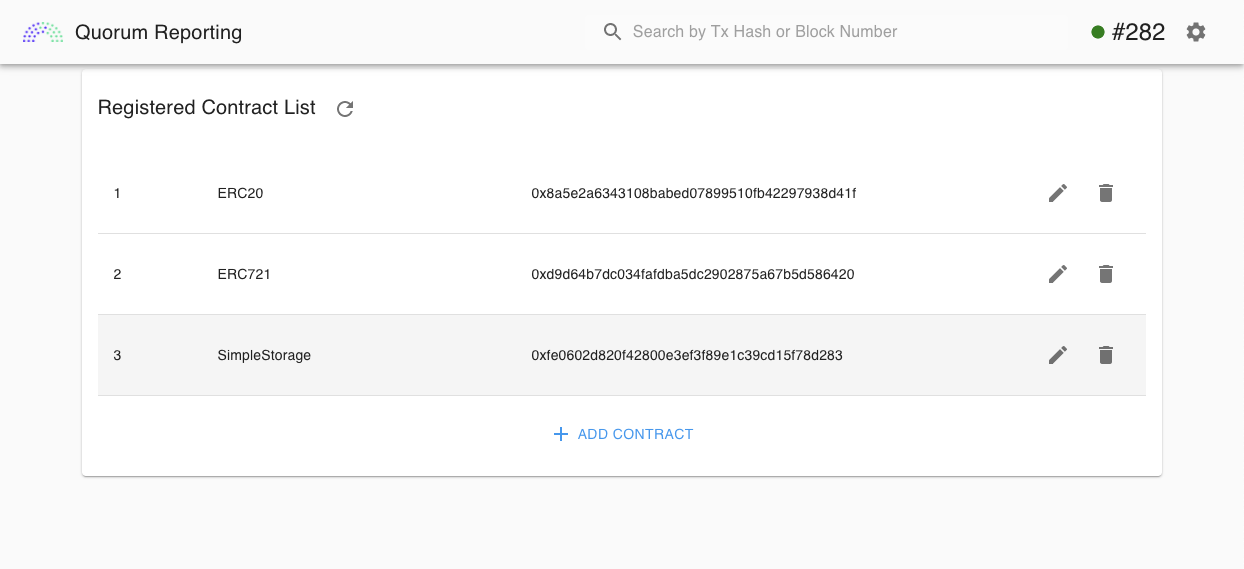 Quorum Reporting
Search by Tx Hash or Block Number
#282
Registered Contract List
1 ERC20 0x8a5e2a6343108babed07899510fb42297938d41f
2 ERC721 0xd9d64b7dc034fafdba5dc2902875a67b5d586420
3 SimpleStorage 0xfe0602d820f42800e3ef3f89e1c39cd15f78d283
ADD CONTRACT